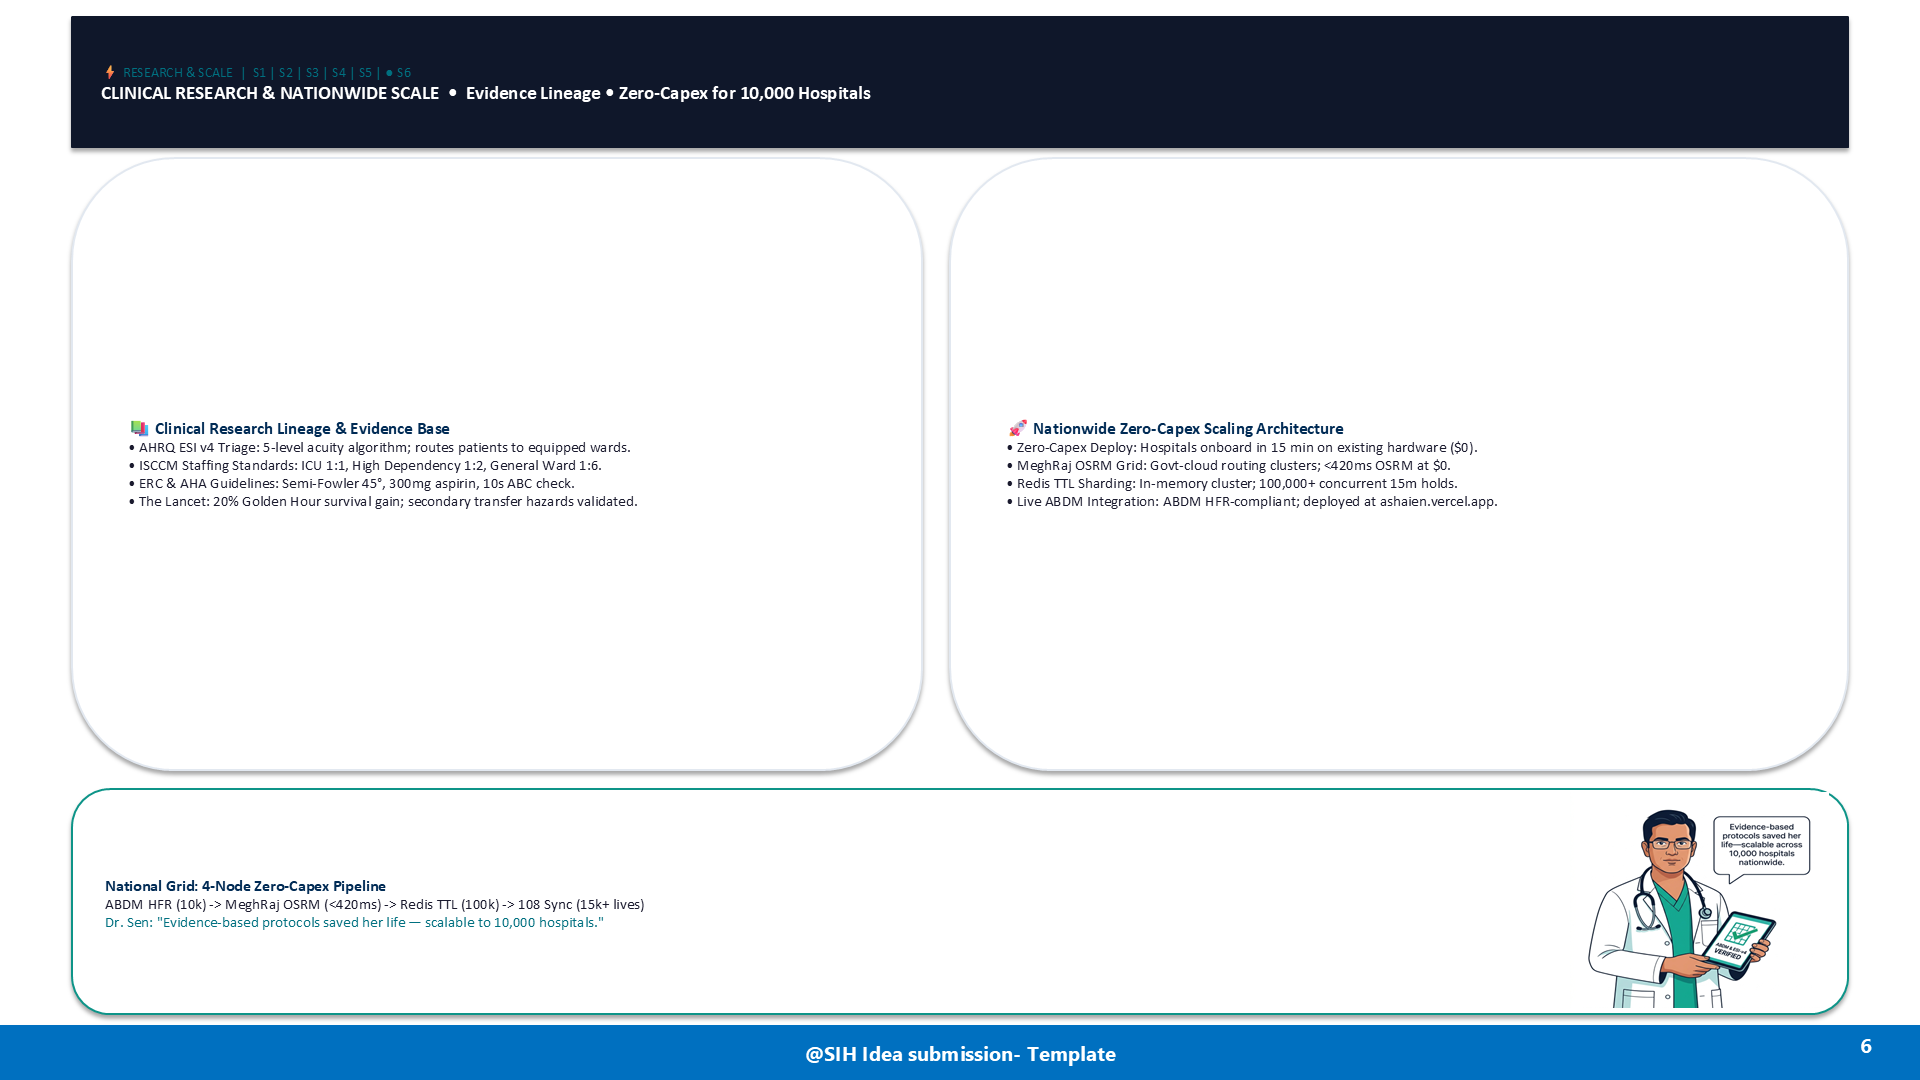 ⚡ RESEARCH & SCALE | S1 | S2 | S3 | S4 | S5 | ● S6
CLINICAL RESEARCH & NATIONWIDE SCALE • Evidence Lineage • Zero-Capex for 10,000 Hospitals
📚 Clinical Research Lineage & Evidence Base
• AHRQ ESI v4 Triage: 5-level acuity algorithm; routes patients to equipped wards.
• ISCCM Staffing Standards: ICU 1:1, High Dependency 1:2, General Ward 1:6.
• ERC & AHA Guidelines: Semi-Fowler 45°, 300mg aspirin, 10s ABC check.
• The Lancet: 20% Golden Hour survival gain; secondary transfer hazards validated.
🚀 Nationwide Zero-Capex Scaling Architecture
• Zero-Capex Deploy: Hospitals onboard in 15 min on existing hardware ($0).
• MeghRaj OSRM Grid: Govt-cloud routing clusters; <420ms OSRM at $0.
• Redis TTL Sharding: In-memory cluster; 100,000+ concurrent 15m holds.
• Live ABDM Integration: ABDM HFR-compliant; deployed at ashaien.vercel.app.
National Grid: 4-Node Zero-Capex Pipeline
ABDM HFR (10k) -> MeghRaj OSRM (<420ms) -> Redis TTL (100k) -> 108 Sync (15k+ lives)
Dr. Sen: "Evidence-based protocols saved her life — scalable to 10,000 hospitals."
Evidence-based
protocols saved her
life—scalable across
10,000 hospitals
nationwide.
ABDM & ESI v4
VERIFIED
@SIH Idea submission- Template
6